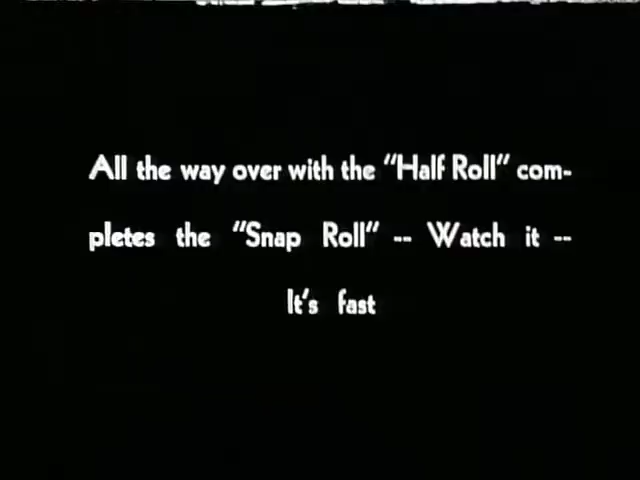 All the way over with the "Half Roll" com-
pletes the "Snap Roll" -- Watch it --
It's fast